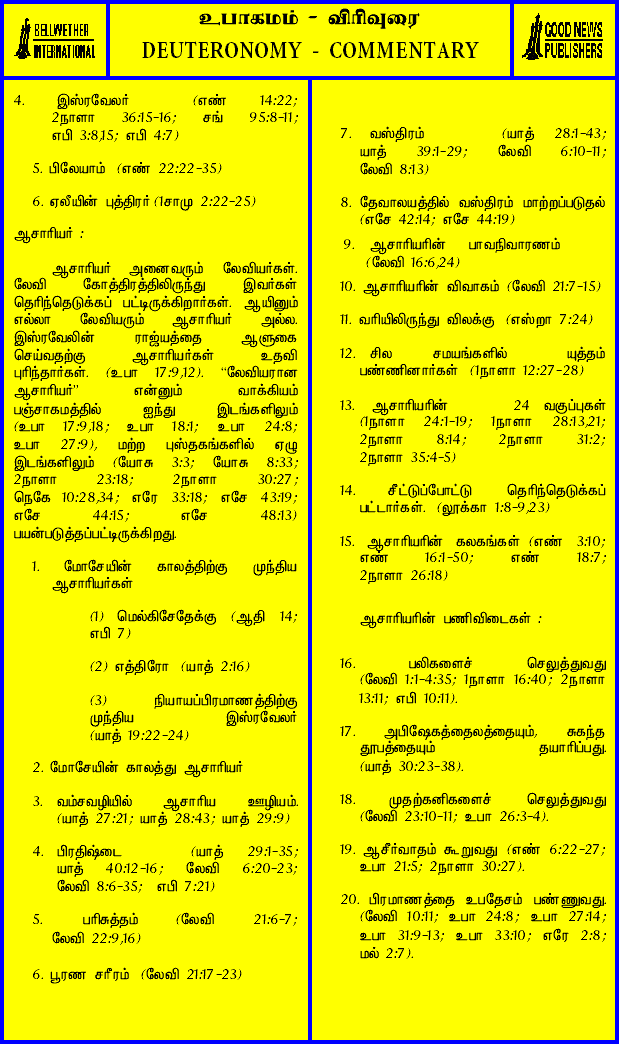 BELLWETHER
INTERNATIONAL
உபாகமம் - விரிவுரை
DEUTERONOMY - COMMENTARY
GOOD NEWS
PUBLISHERS
4. இஸ்ரவேலர் (எண் 14:22;
2நாளா 36:15-16; சங் 95:8-11;
எபி 3:8,15; எபி 4:7)
5. பிலேயாம் (எண் 22:22-35)
6. ஏலீயின் புத்திரர் (1சாமு 2:22-25)
ஆசாரியர் :
ஆசாரியர் அனைவரும் லேவியர்கள்.
லேவி கோத்திரத்திலிருந்து இவர்கள்
தெரிந்தெடுக்கப் பட்டிருக்கிறார்கள். ஆயினும்
எல்லா லேவியரும் ஆசாரியர் அல்ல.
இஸ்ரவேலின் ராஜ்யத்தை ஆளுகை
செய்வதற்கு ஆசாரியர்கள் உதவி
புரிந்தார்கள். (உபா 17:9,12). “லேவியரான
ஆசாரியர்” என்னும் வாக்கியம்
பஞ்சாகமத்தில் ஐந்து இடங்களிலும்
(உபா 17:9,18; உபா 18:1; உபா 24:8;
உபா 27:9), மற்ற புஸ்தகங்களில் ஏழு
இடங்களிலும் (யோசு 3:3; யோசு 8:33;
2நாளா 23:18; 2நாளா 30:27;
நெகே 10:28,34; எரே 33:18; எசே 43:19;
எசே 44:15; எசே 48:13)
பயன்படுத்தப்பட்டிருக்கிறது.
1. மோசேயின் காலத்திற்கு முந்திய
ஆசாரியர்கள்
(1) மெல்கிசேதேக்கு (ஆதி 14;
எபி 7)
(2) எத்திரோ (யாத் 2:16)
(3) நியாயப்பிரமாணத்திற்கு
முந்திய இஸ்ரவேலர்
(யாத் 19:22-24)
2. மோசேயின் காலத்து ஆசாரியர்
3. வம்சவழியில் ஆசாரிய ஊழியம்.
(யாத் 27:21; யாத் 28:43; யாத் 29:9)
4. பிரதிஷ்டை (யாத் 29:1-35;
யாத் 40:12-16; லேவி 6:20-23;
லேவி 8:6-35; எபி 7:21)
5. பரிசுத்தம் (லேவி 21:6-7;
லேவி 22:9,16)
6. பூரண சரீரம் (லேவி 21:17-23)
7. வஸ்திரம் (யாத் 28:1-43;
யாத் 39:1-29; லேவி 6:10-11;
லேவி 8:13)
8. தேவாலயத்தில் வஸ்திரம் மாற்றப்படுதல்
(எசே 42:14; எசே 44:19)
9. ஆசாரியரின் பாவநிவாரணம்
(லேவி 16:6,24)
10. ஆசாரியரின் விவாகம் (லேவி 21:7-15)
11. வரியிலிருந்து விலக்கு (எஸ்றா 7:24)
12. சில சமயங்களில் யுத்தம்
பண்ணினார்கள் (1நாளா 12:27-28)
13. ஆசாரியரின் 24 வகுப்புகள்
(1நாளா 24:1-19; 1நாளா 28:13,21;
2நாளா 8:14; 2நாளா 31:2;
2நாளா 35:4-5)
14. சீட்டுப்போட்டு தெரிந்தெடுக்கப்
பட்டார்கள். (லூக்கா 1:8-9,23)
15. ஆசாரியரின் கலகங்கள் (எண் 3:10;
எண் 16:1-50; எண் 18:7;
2நாளா 26:18)
ஆசாரியரின் பணிவிடைகள் :
16. பலிகளைச் செலுத்துவது
(லேவி 1:1-4:35; 1நாளா 16:40; 2நாளா
13:11; எபி 10:11).
17. அபிஷேகத்தைலத்தையும், சுகந்த
தூபத்தையும் தயாரிப்பது.
(யாத் 30:23-38).
18. முதற்கனிகளைச் செலுத்துவது
(லேவி 23:10-11; உபா 26:3-4).
19. ஆசீர்வாதம் கூறுவது (எண் 6:22-27;
உபா 21:5; 2நாளா 30:27).
20. பிரமாணத்தை உபதேசம் பண்ணுவது.
(லேவி 10:11; உபா 24:8; உபா 27:14;
உபா 31:9-13; உபா 33:10; எரே 2:8;
மல் 2:7).